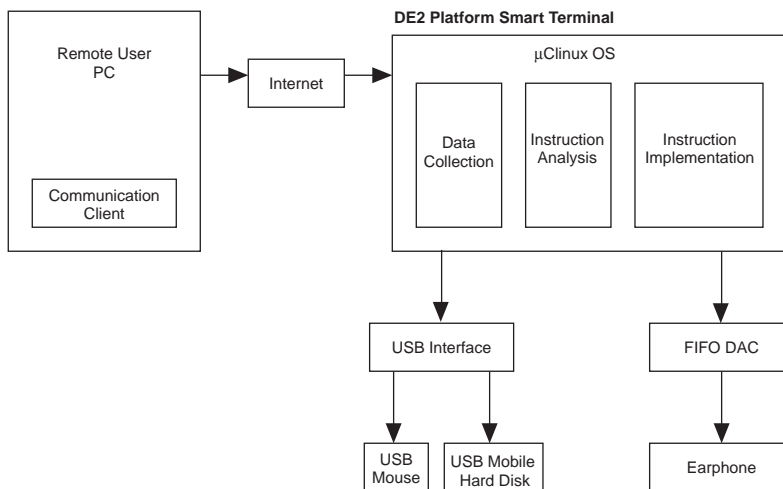 DE2 Platform Smart Terminal
Remote User
PC
Communication
Client
Internet
µClinux OS
Data
Collection
Instruction
Analysis
Instruction
Implementation
USB Interface
FIFO DAC
USB
Mouse
USB Mobile
Hard Disk
Earphone